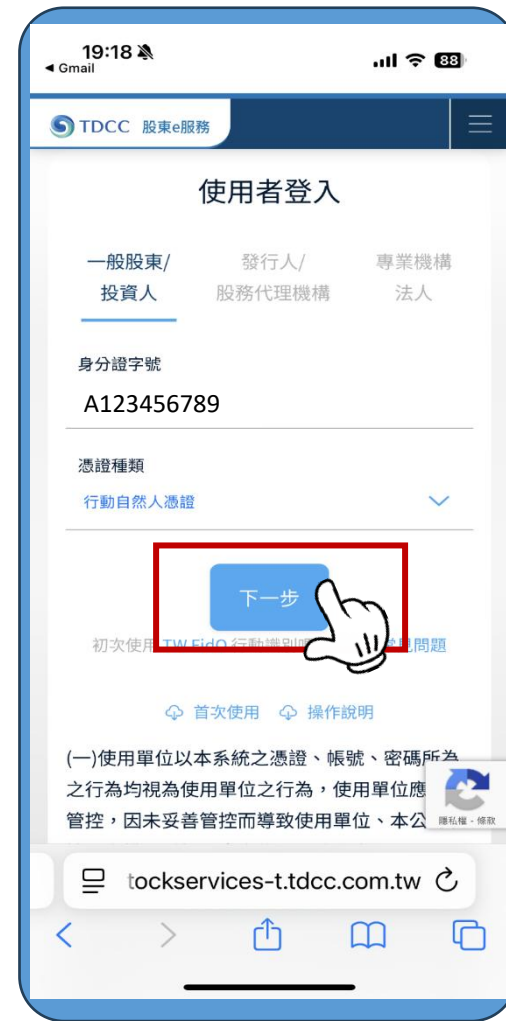 19:18
88
Gmail
TDCC 股東e服務
使用者登入
一般股東/
投資人
發行人/
股務代理機構
專業機構
法人
身分證字號
A123456789
憑證種類
行動自然人憑證
下一步
初次使用 TW FidO 行動識別 見問題
首次使用 操作說明
(一)使用單位以本系統之憑證、帳號、密碼所為
之行為均視為使用單位之行為，使用單位應
管控，因未妥善管控而導致使用單位、本公
隱私權 - 條款
tockservices-t.tdcc.com.tw